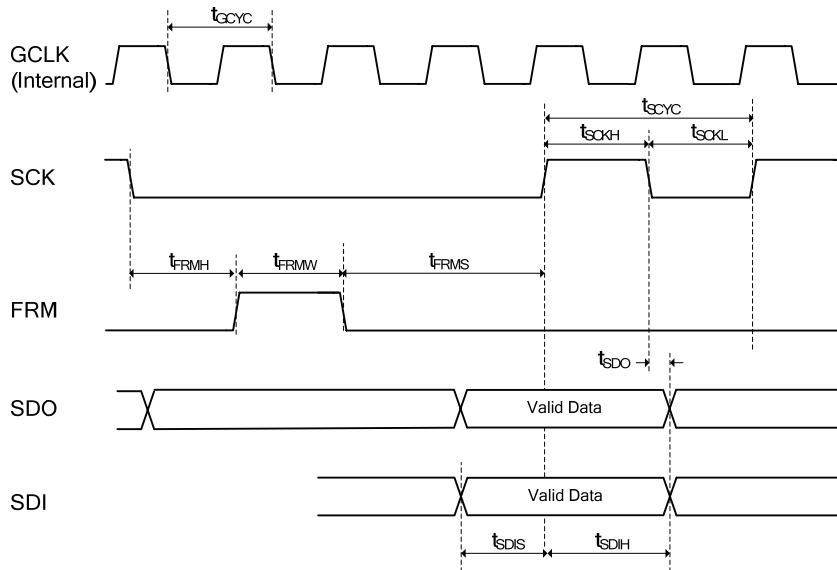 tGCYC
GCLK
(Internal)
tSCYC
tSCKH
tSCKL
SCK
tFRMH
tFRMW
tFRMS
FRM
tSDO
SDO
Valid Data
SDI
Valid Data
tSDIS
tSDIH